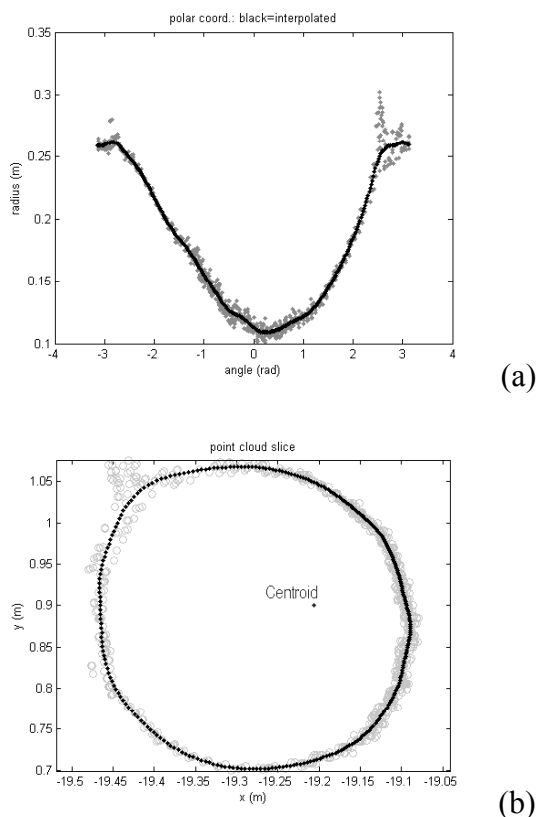 polar coord.: black=interpolated
radius (m)
0.35
0.3
0.25
0.2
0.15
0.1
-4 -3 -2 -1 0 1 2 3 4
angle (rad)
(a)
point cloud slice
y (m)
1.05
1
0.95
0.9
0.85
0.8
0.75
0.7
Centroid
-19.5 -19.45 -19.4 -19.35 -19.3 -19.25 -19.2 -19.15 -19.1 -19.05
x (m)
(b)